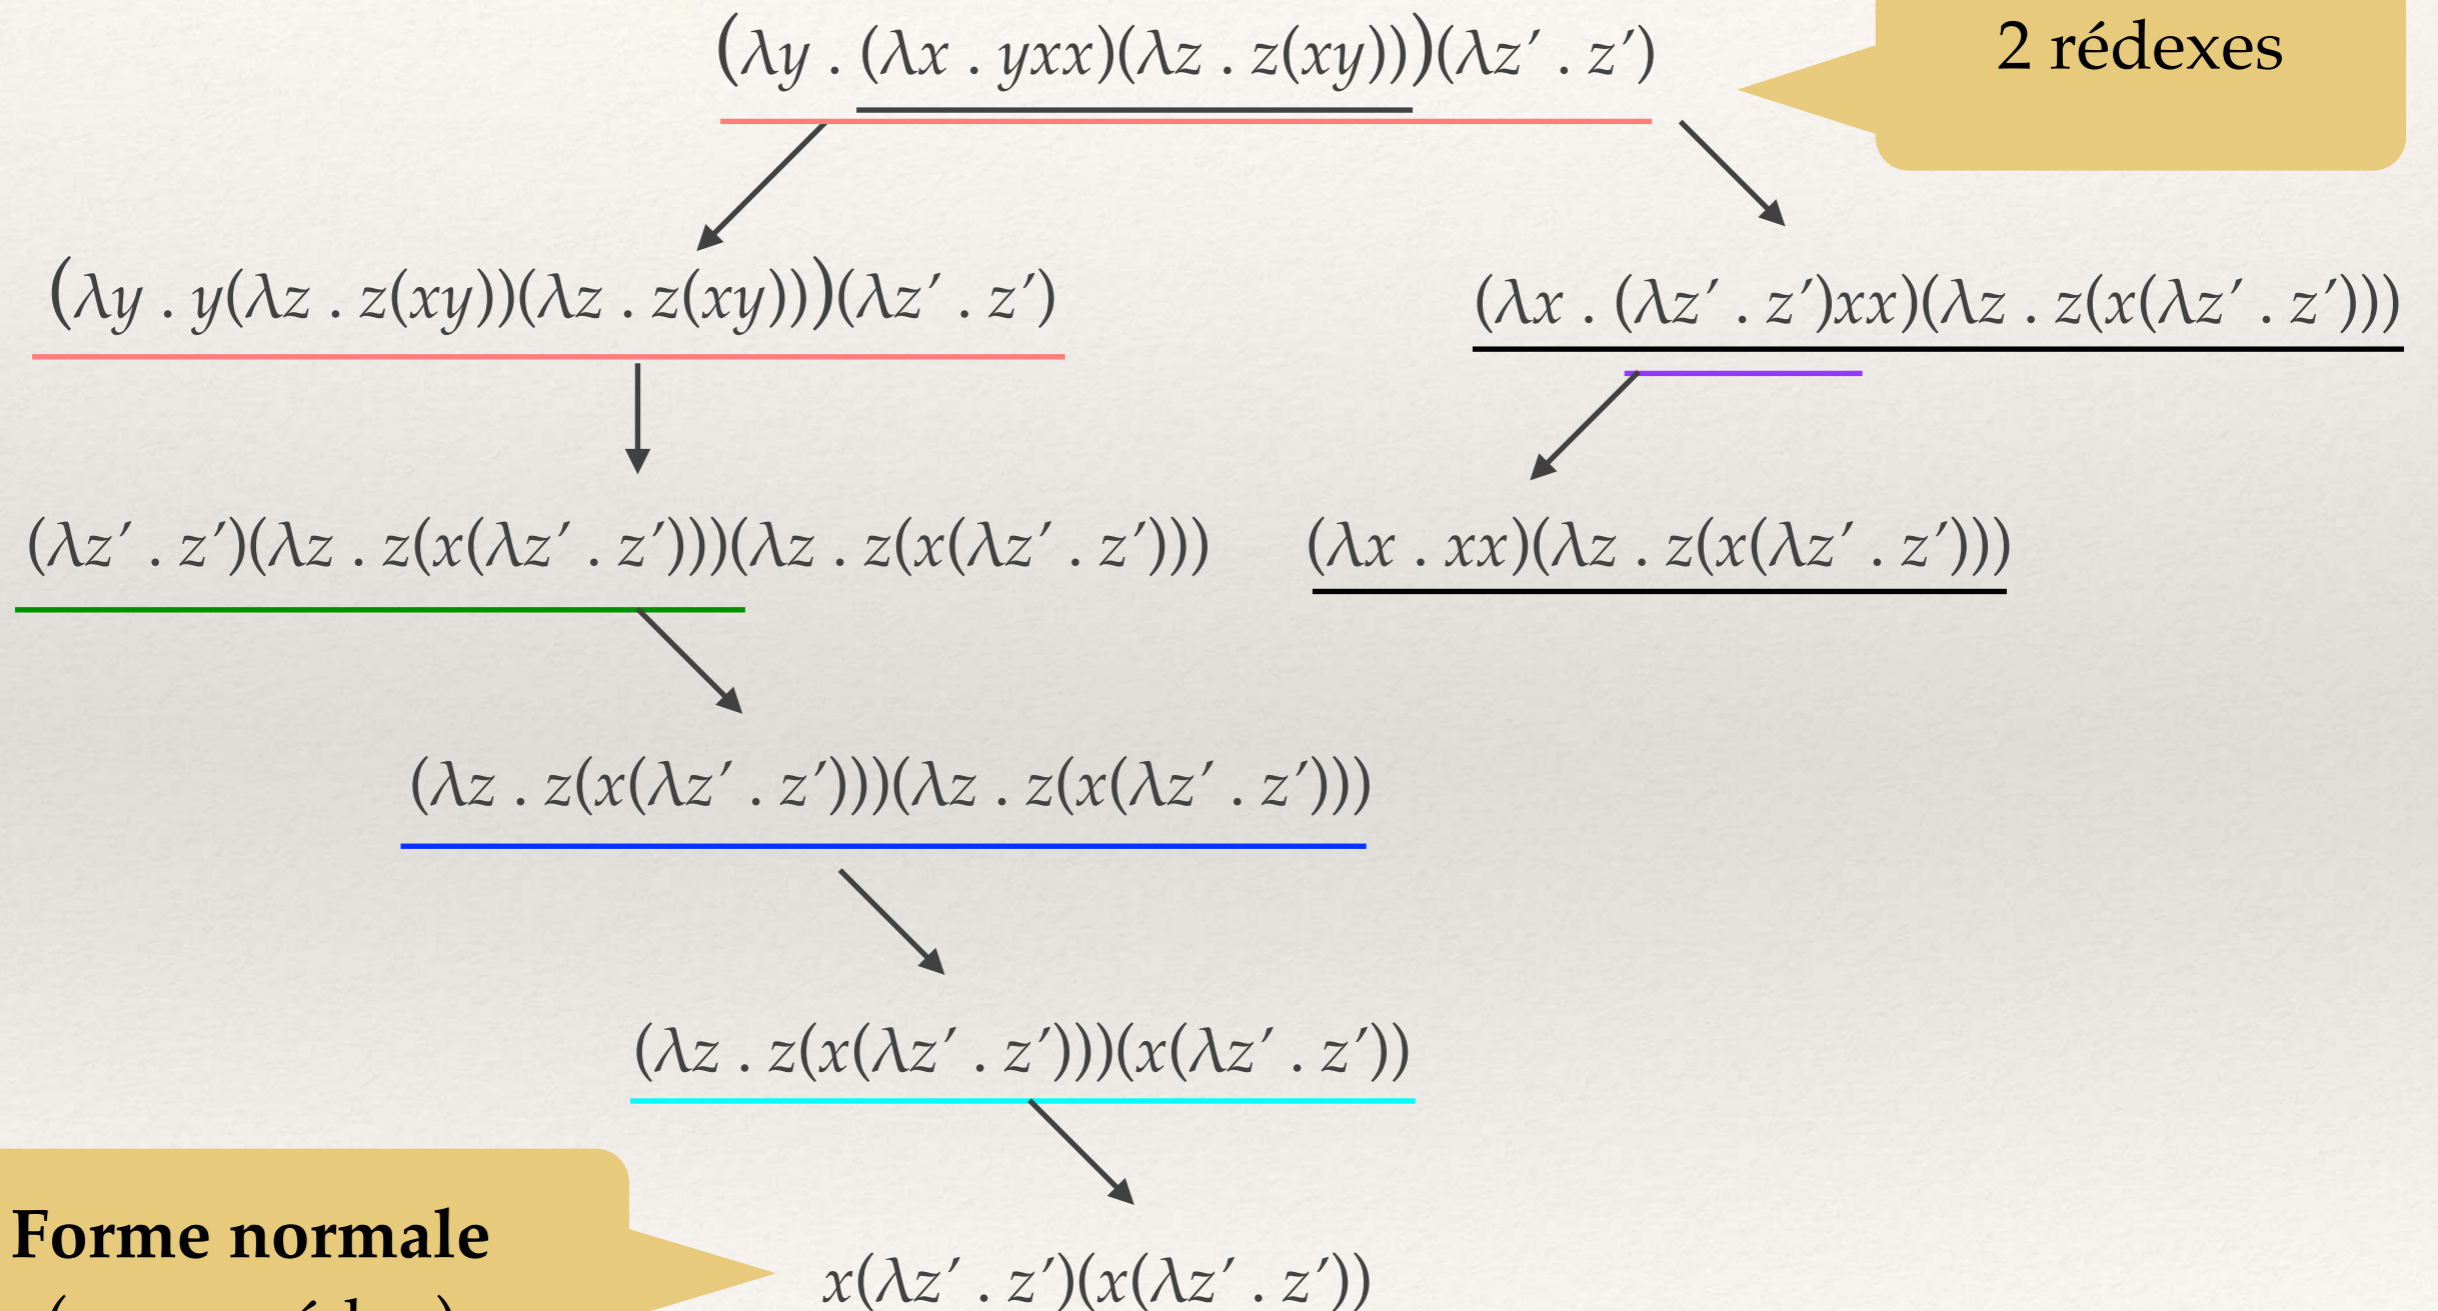 (λy . (λx . yxx)(λz . z(xy)))(λz′ . z′)
2 rédexes
(λy . y(λz . z(xy))(λz . z(xy)))(λz′ . z′)
(λx . (λz′ . z′)xx)(λz . z(x(λz′ . z′)))
(λz′ . z′)(λz . z(x(λz′ . z′)))(λz . z(x(λz′ . z′)))
(λx . xx)(λz . z(x(λz′ . z′)))
(λz . z(x(λz′ . z′)))(λz . z(x(λz′ . z′)))
(λz . z(x(λz′ . z′)))(x(λz′ . z′))
Forme normale
x(λz′ . z′)(x(λz′ . z′))